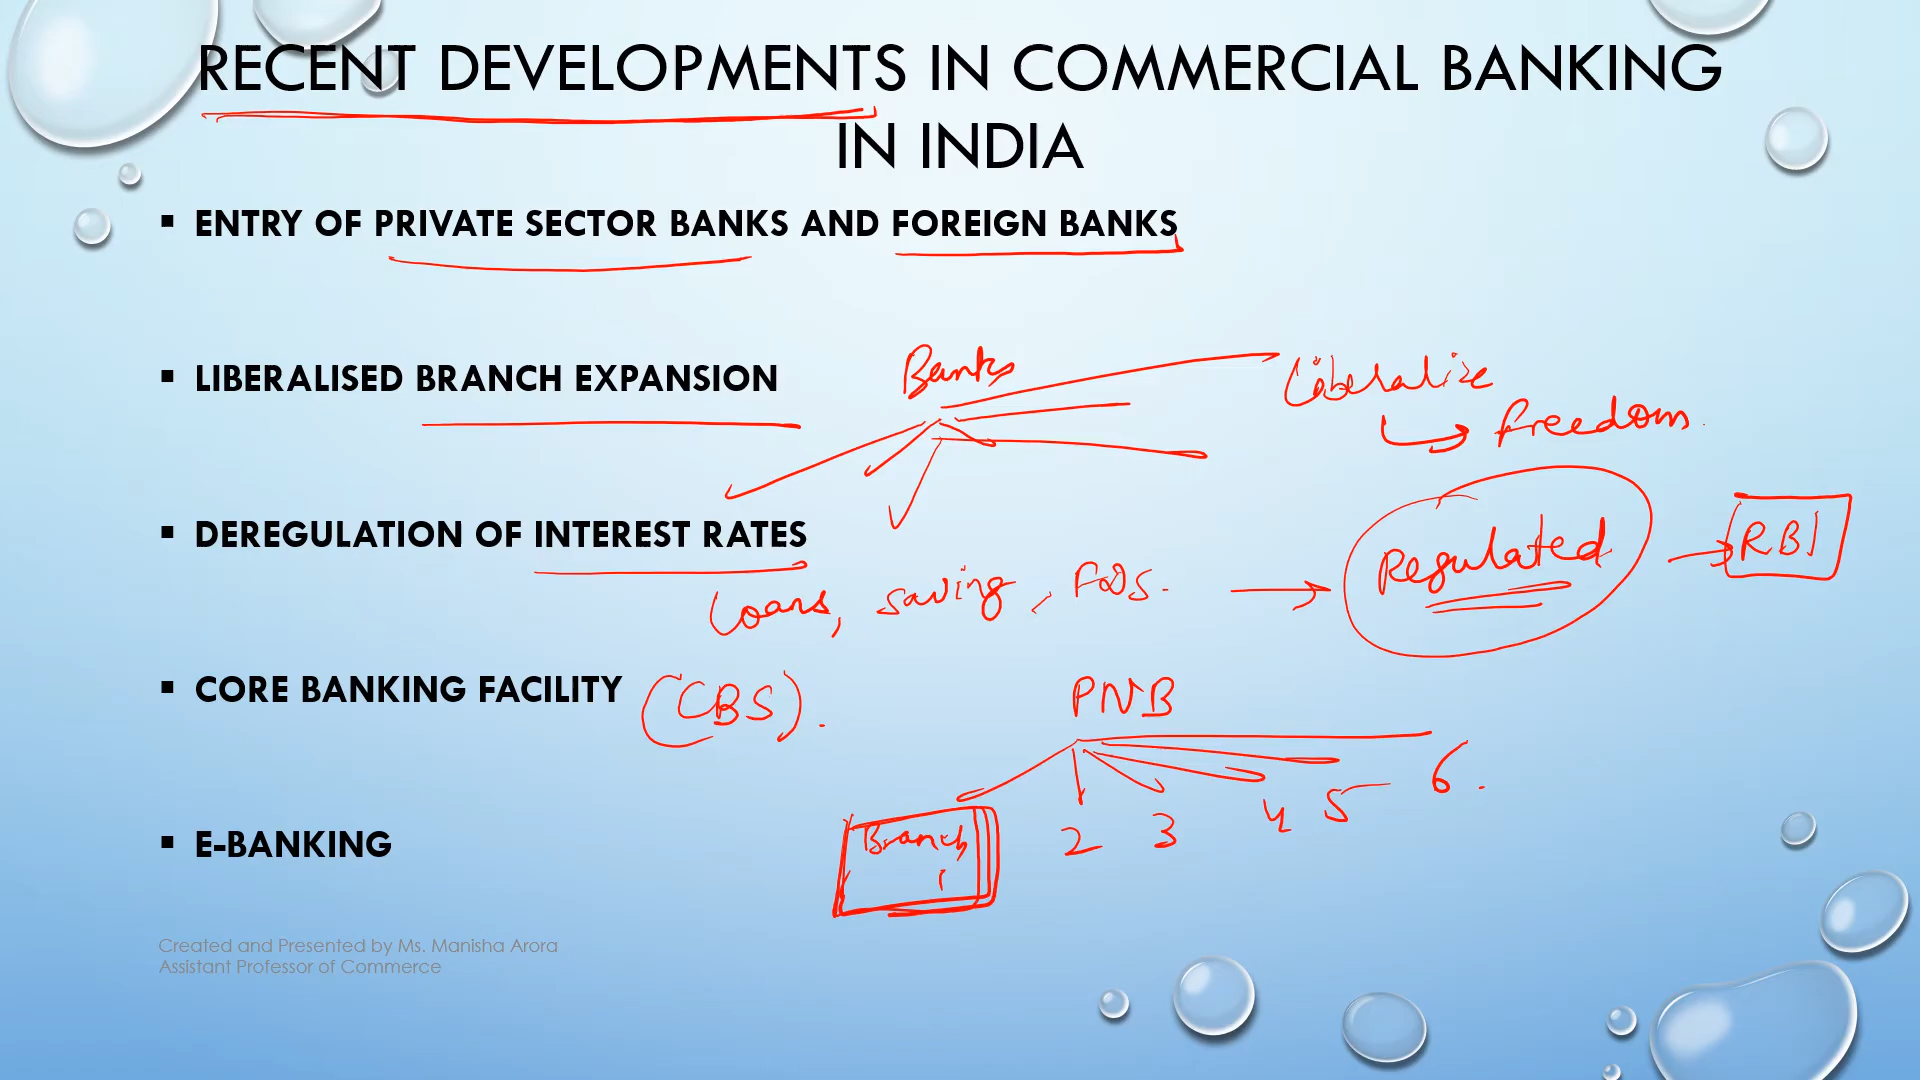 RECENT DEVELOPMENTS IN COMMERCIAL BANKING
IN INDIA
▪ ENTRY OF PRIVATE SECTOR BANKS AND FOREIGN BANKS
Banks
Liberalize
▪ LIBERALISED BRANCH EXPANSION
freedom.
▪ DEREGULATION OF INTEREST RATES
Regulated
RBI
Loans, saving, FDs.
▪ CORE BANKING FACILITY (CBS).
PNB
6.
Branch 2 3 4 5
1
▪ E-BANKING
Created and Presented by Ms. Manisha Arora
Assistant Professor of Commerce